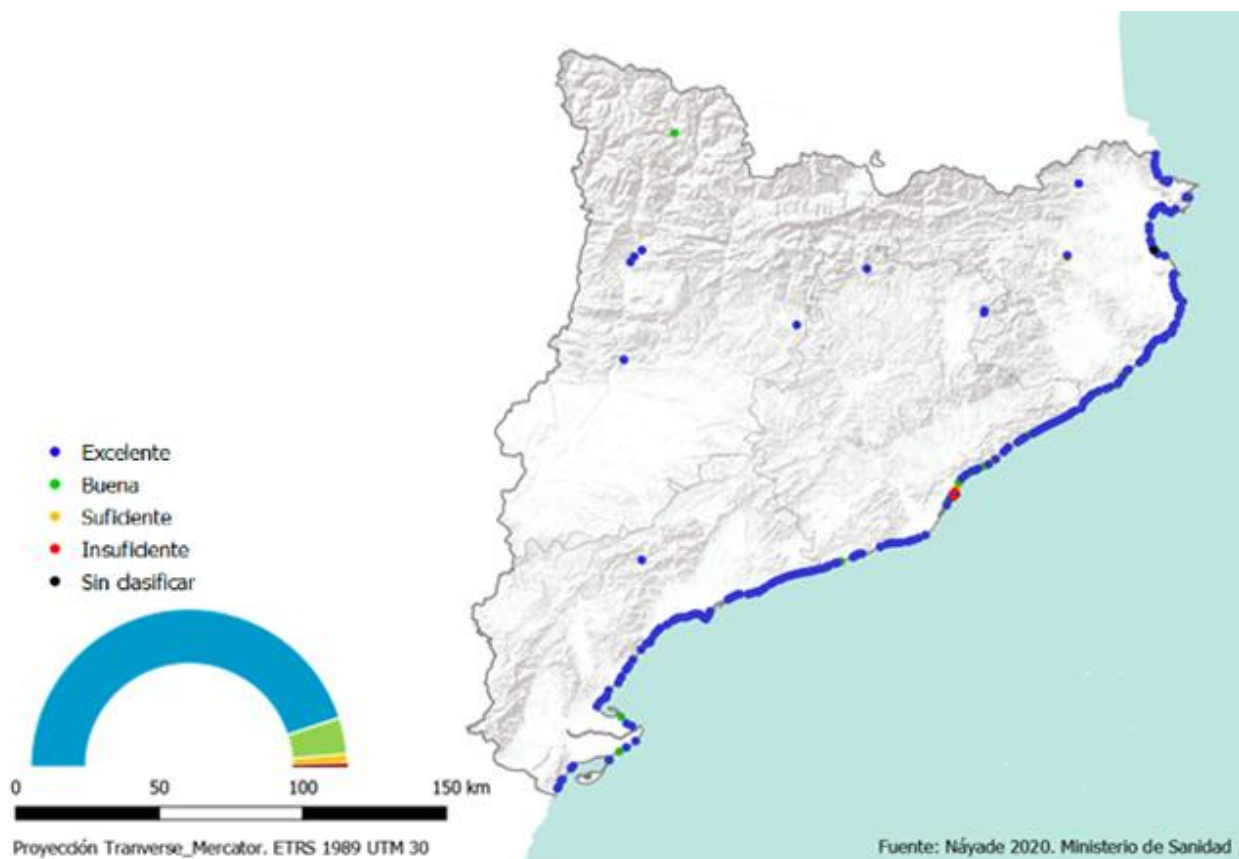 Excelente
Buena
Suficiente
Insuficiente
Sin clasificar
0 50 100 150 km
Proyección Tranverse_Mercator. ETRS 1989 UTM 30
Fuente: Náyade 2020. Ministerio de Sanidad